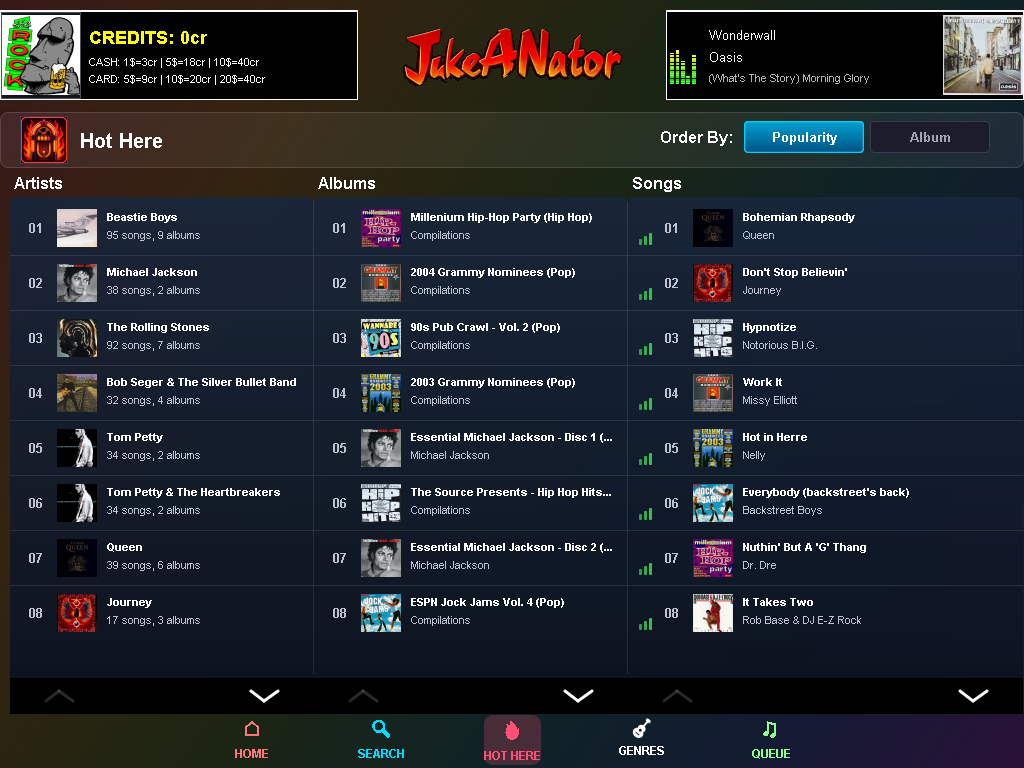 ROCK
CREDITS: 0cr
CASH: 1$=3cr | 5$=18cr | 10$=40cr
CARD: 5$=9cr | 10$=20cr | 20$=40cr
JukeANator
Wonderwall
Oasis
(What's The Story) Morning Glory
oasis
Hot Here
Order By:
Popularity
Album
Artists
Albums
Songs
01
Beastie Boys
95 songs, 9 albums
02
Michael Jackson
38 songs, 2 albums
03
The Rolling Stones
92 songs, 7 albums
04
Bob Seger & The Silver Bullet Band
32 songs, 4 albums
05
Tom Petty
34 songs, 2 albums
06
Tom Petty & The Heartbreakers
34 songs, 2 albums
07
Queen
39 songs, 6 albums
08
Journey
17 songs, 3 albums
01
Millenium Hip-Hop Party (Hip Hop)
Compilations
02
2004 Grammy Nominees (Pop)
Compilations
03
90s Pub Crawl - Vol. 2 (Pop)
Compilations
04
2003 Grammy Nominees (Pop)
Compilations
05
Essential Michael Jackson - Disc 1 (...
Michael Jackson
06
The Source Presents - Hip Hop Hits...
Compilations
07
Essential Michael Jackson - Disc 2 (...
Michael Jackson
08
ESPN Jock Jams Vol. 4 (Pop)
Compilations
01
Bohemian Rhapsody
Queen
02
Don't Stop Believin'
Journey
03
Hypnotize
Notorious B.I.G.
04
Work It
Missy Elliott
05
Hot in Herre
Nelly
06
Everybody (backstreet's back)
Backstreet Boys
07
Nuthin' But A 'G' Thang
Dr. Dre
08
It Takes Two
Rob Base & DJ E-Z Rock
HOME
SEARCH
HOT HERE
GENRES
QUEUE